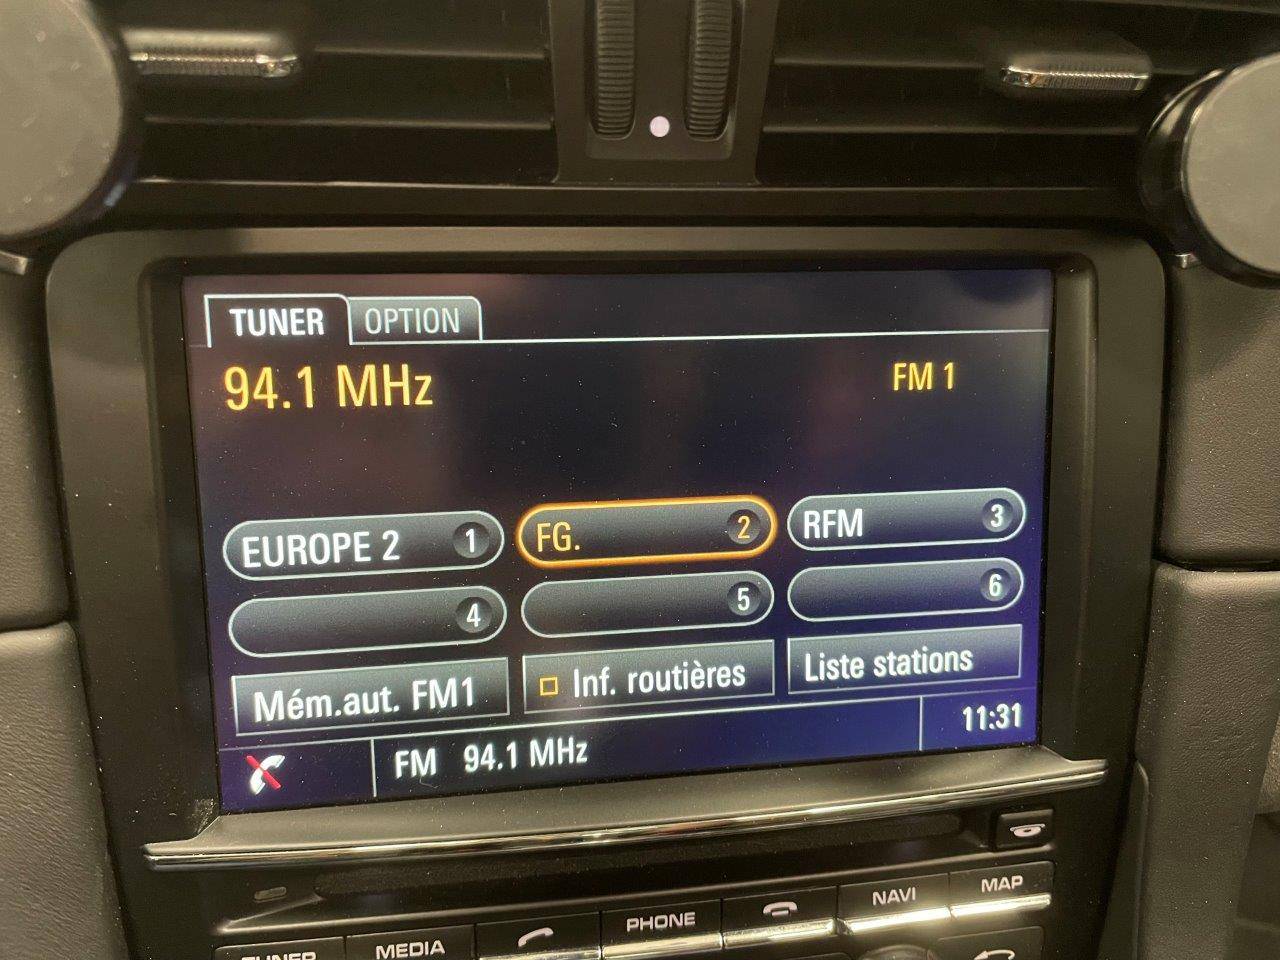 TUNER OPTION
94.1 MHz FM 1
EUROPE 2 1 FG. 2 RFM 3
4 5 6
Mém.aut. FM1 Inf. routières Liste stations
FM 94.1 MHz 11:31
NAVI MAP
TUNER MEDIA PHONE